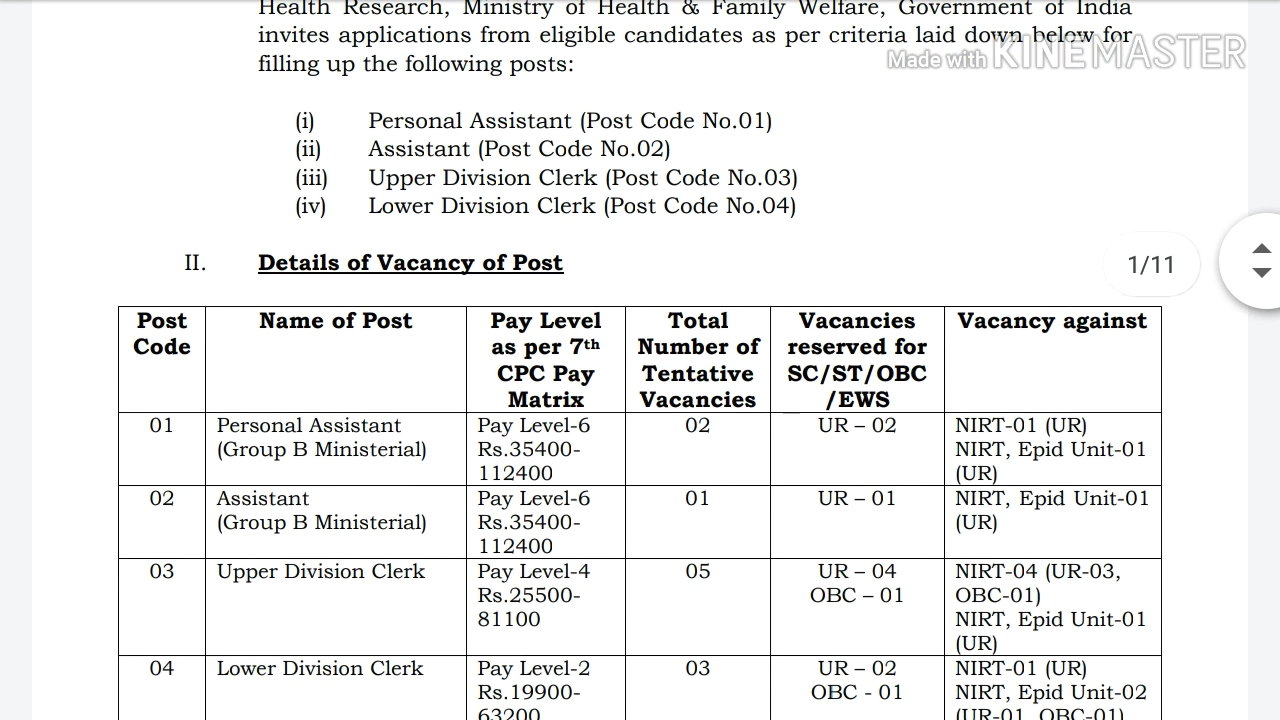 Health Research, Ministry of Health & Family Welfare, Government of India
invites applications from eligible candidates as per criteria laid down below for
filling up the following posts:
Made with KINEMASTER
(i) Personal Assistant (Post Code No.01)
(ii) Assistant (Post Code No.02)
(iii) Upper Division Clerk (Post Code No.03)
(iv) Lower Division Clerk (Post Code No.04)
II. Details of Vacancy of Post
1/11
Post
Code
Name of Post
Pay Level
as per 7th
CPC Pay
Matrix
Total
Number of
Tentative
Vacancies
Vacancies
reserved for
SC/ST/OBC
/EWS
Vacancy against
01
Personal Assistant
(Group B Ministerial)
Pay Level-6
Rs.35400-
112400
02
UR – 02
NIRT-01 (UR)
NIRT, Epid Unit-01
(UR)
02
Assistant
(Group B Ministerial)
Pay Level-6
Rs.35400-
112400
01
UR – 01
NIRT, Epid Unit-01
(UR)
03
Upper Division Clerk
Pay Level-4
Rs.25500-
81100
05
UR – 04
OBC – 01
NIRT-04 (UR-03,
OBC-01)
NIRT, Epid Unit-01
(UR)
04
Lower Division Clerk
Pay Level-2
Rs.19900-
63200
03
UR – 02
OBC - 01
NIRT-01 (UR)
NIRT, Epid Unit-02
(UR-01, OBC-01)